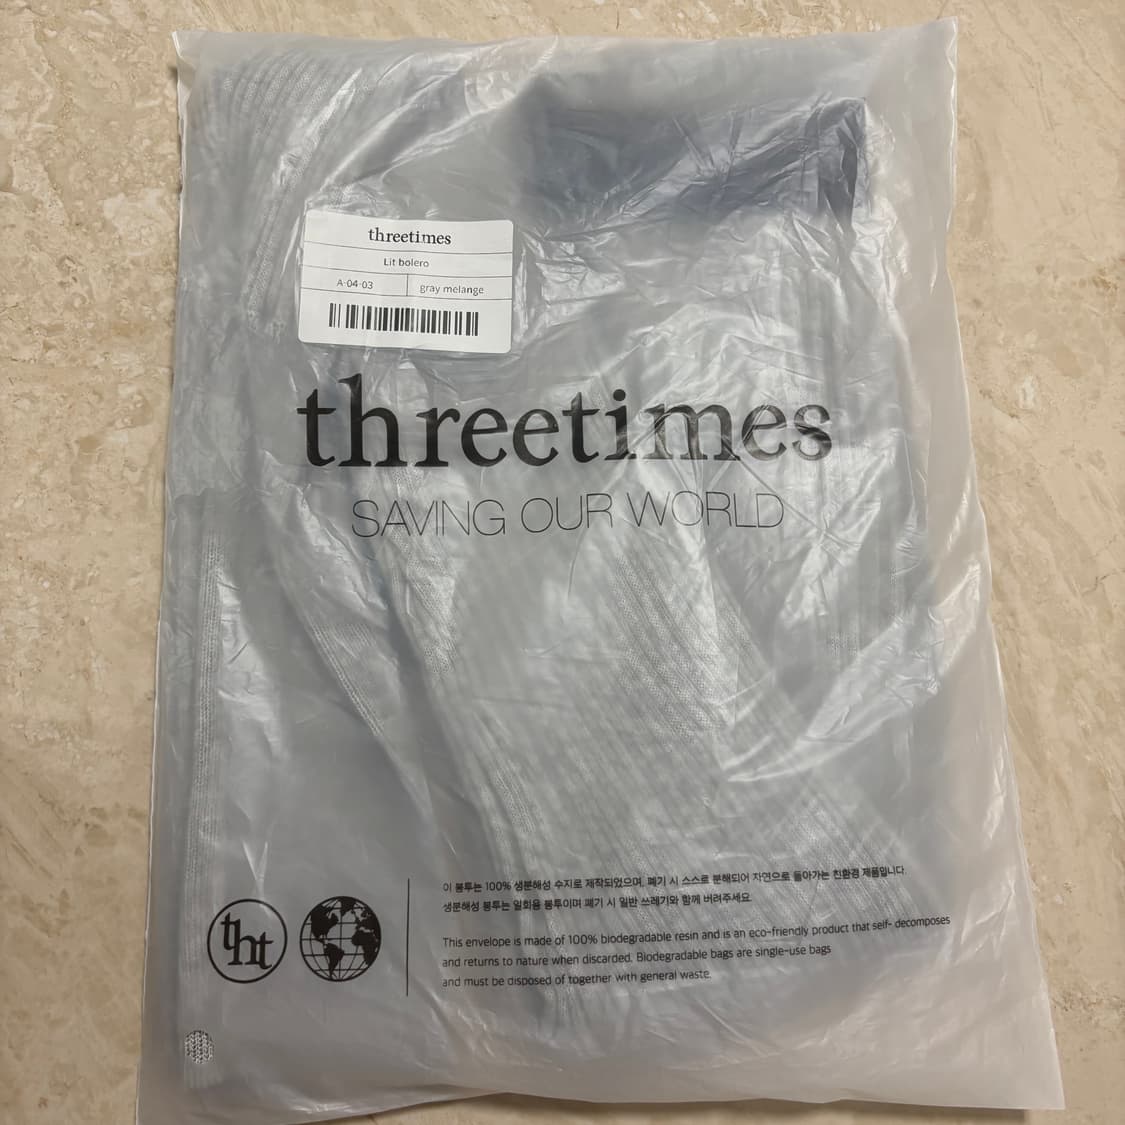 threetimes
Lit bolero
A-04-03 gray melange
threetimes
SAVING OUR WORLD
tht
이 봉투는 100% 생분해성 수지로 제작되었으며, 폐기 시 스스로 분해되어 자연으로 돌아가는 친환경 제품입니다.
생분해성 봉투는 일회용 봉투이며 폐기 시 일반 쓰레기와 함께 버려주세요.
This envelope is made of 100% biodegradable resin and is an eco-friendly product that self- decomposes
and returns to nature when discarded. Biodegradable bags are single-use bags
and must be disposed of together with general waste.